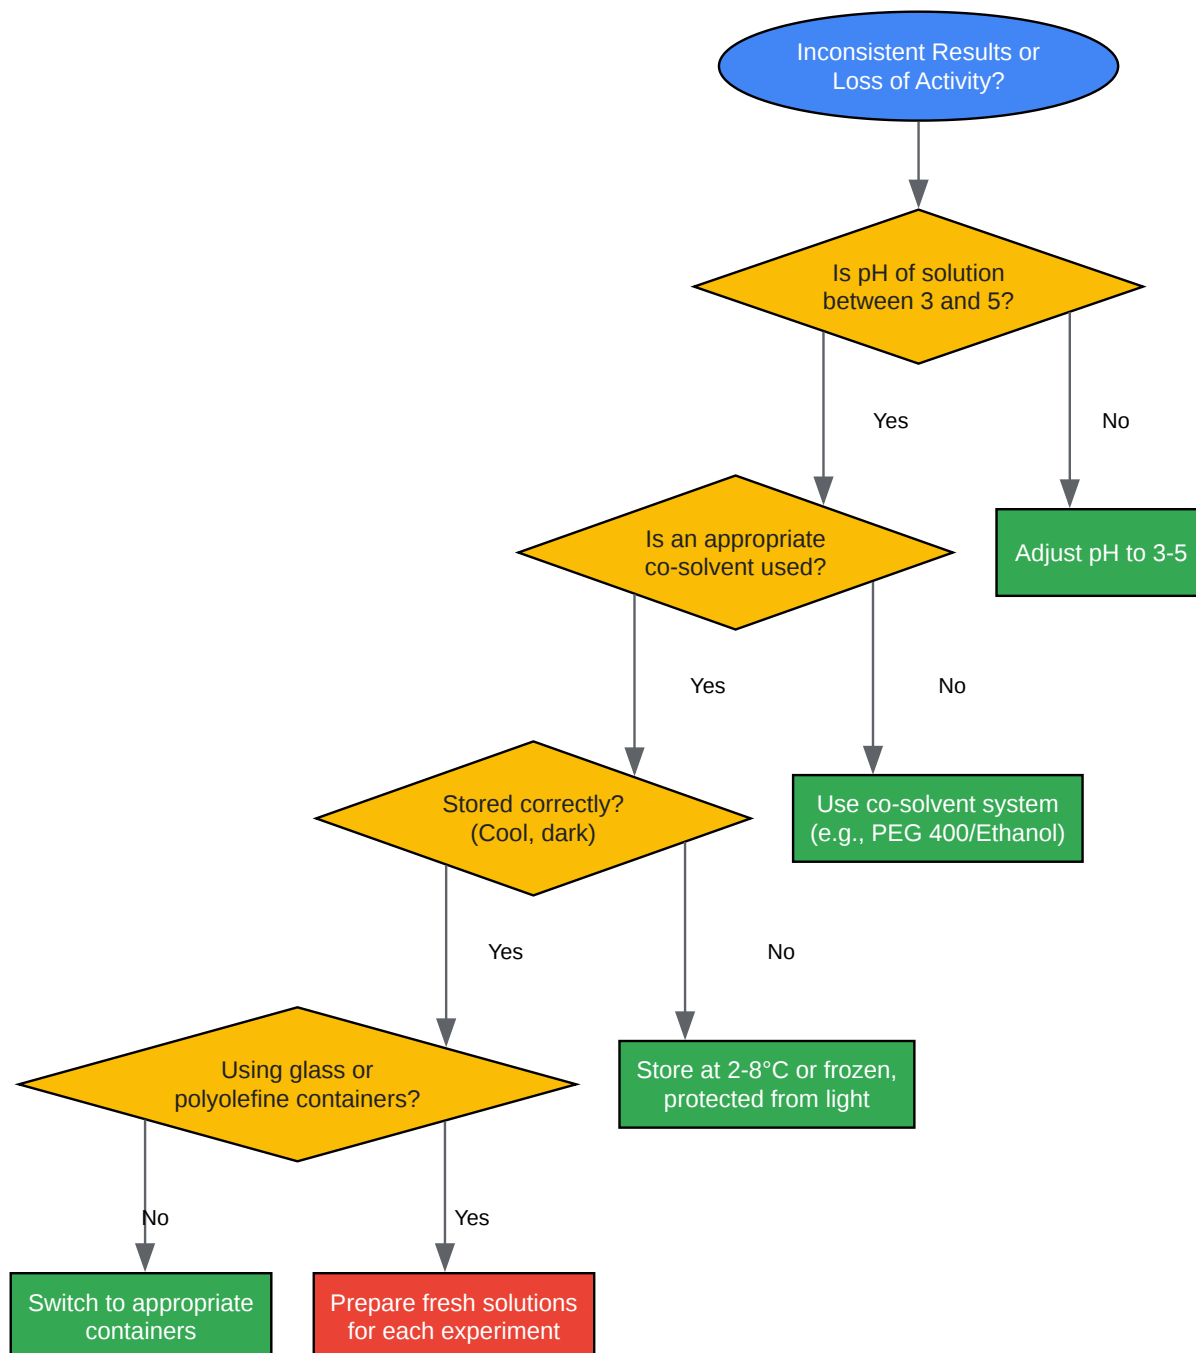 Inconsistent Results or
Loss of Activity?
Is pH of solution
between 3 and 5?
Yes
No
Is an appropriate
co-solvent used?
Adjust pH to 3-5
Yes
No
Stored correctly?
(Cool, dark)
Use co-solvent system
(e.g., PEG 400/Ethanol)
Yes
No
Using glass or
polyolefine containers?
Store at 2-8°C or frozen,
protected from light
No
Yes
Switch to appropriate
containers
Prepare fresh solutions
for each experiment